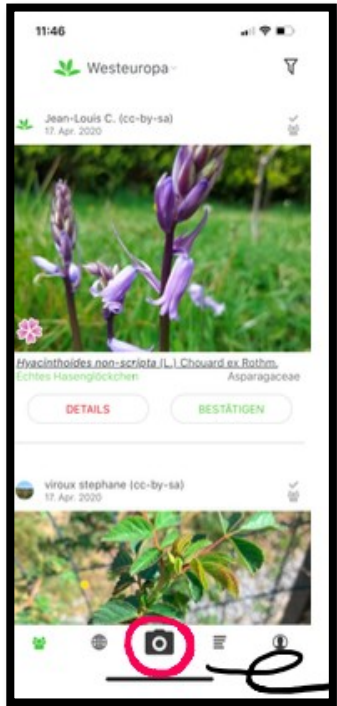 11:46
Westeuropa
Jean-Louis C. (cc-by-sa)
17. Apr. 2020
Hyacinthoides non-scripta (L.) Chouard ex Rothm.
Echtes Hasenglöckchen Asparagaceae
DETAILS BESTÄTIGEN
viroux stephane (cc-by-sa)
17. Apr. 2020